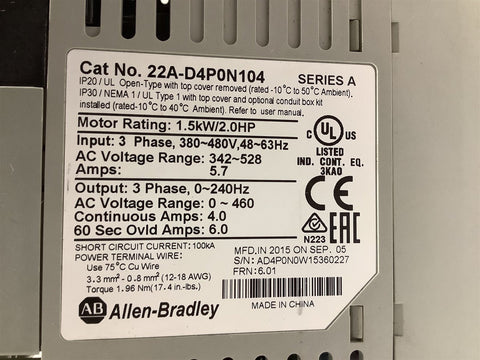 Cat No. 22A-D4P0N104 SERIES A
IP20 / UL Open-Type with top cover removed (rated -10°C to 50°C Ambient).
IP30 / NEMA 1 / UL Type 1 with top cover and optional conduit box kit
installed (rated-10°C to 40°C Ambient). Refer to user manual.
Motor Rating: 1.5kW/2.0HP
Input: 3 Phase, 380~480V,48~63Hz
AC Voltage Range: 342~528
Amps: 5.7
Output: 3 Phase, 0~240Hz
AC Voltage Range: 0 ~ 460
Continuous Amps: 4.0
60 Sec Ovld Amps: 6.0
C UL US
LISTED
IND. CONT. EQ.
3KA0
CE
N223
EAC
SHORT CIRCUIT CURRENT: 100kA
POWER TERMINAL WIRE:
Use 75°C Cu Wire
3.3 mm² - 0.8 mm² (12-18 AWG)
Torque 1.96 Nm(17.4 in.-lbs.)
MFD.IN 2015 ON SEP. 05
S/N: AD4P0N0W15360227
FRN: 6.01
AB Allen-Bradley
MADE IN CHINA